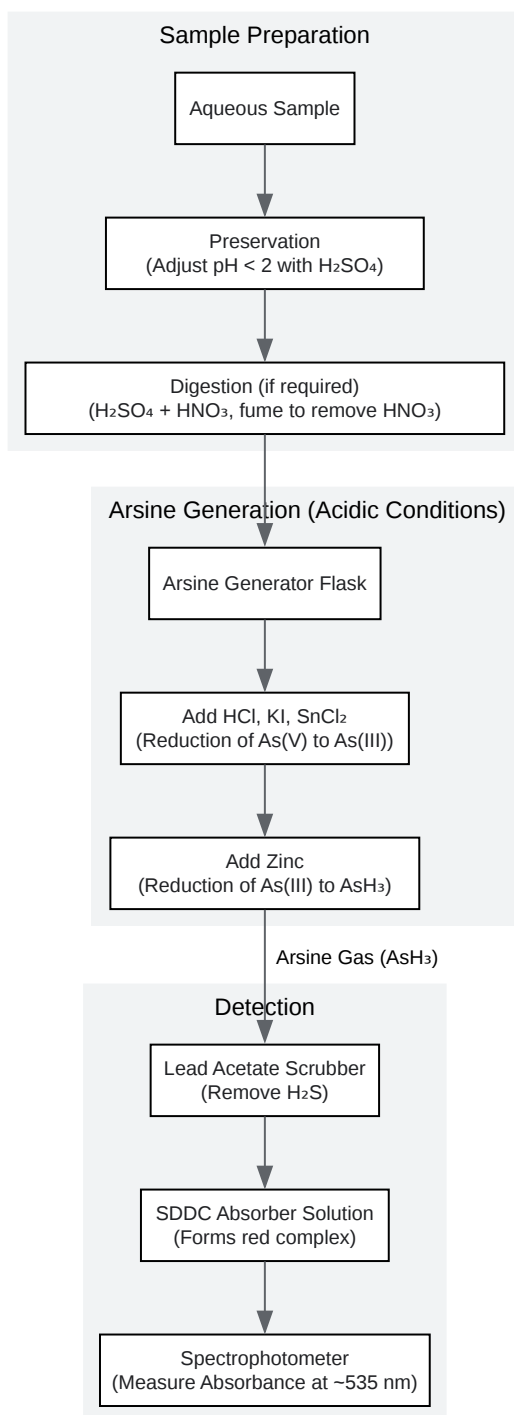 Sample Preparation
Aqueous Sample
Preservation
(Adjust pH < 2 with H₂SO₄)
Digestion (if required)
(H₂SO₄ + HNO₃, fume to remove HNO₃)
Arsine Generation (Acidic Conditions)
Arsine Generator Flask
Add HCl, KI, SnCl₂
(Reduction of As(V) to As(III))
Add Zinc
(Reduction of As(III) to AsH₃)
Arsine Gas (AsH₃)
Detection
Lead Acetate Scrubber
(Remove H₂S)
SDDC Absorber Solution
(Forms red complex)
Spectrophotometer
(Measure Absorbance at ~535 nm)